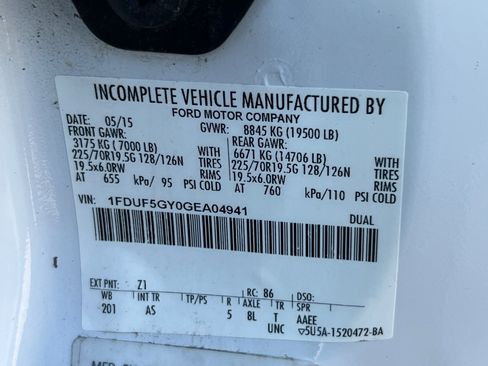 INCOMPLETE VEHICLE MANUFACTURED BY
FORD MOTOR COMPANY
DATE: 05/15 GVWR: 8845 KG (19500 LB)
FRONT GAWR: REAR GAWR:
3175 KG ( 7000 LB) WITH 6671 KG (14706 LB) WITH
225/70R19.5G 128/126N TIRES 225/70R19.5G 128/126N TIRES
19.5x6.0RW RIMS 19.5x6.0RW RIMS
AT 655 kPa/ 95 PSI COLD AT 760 kPa/110 PSI COLD
VIN: 1FDUF5GY0GEA04941 DUAL
EXT PNT: Z1 RC: 86 DSO:
WB INT TR TP/PS R AXLE TR SPR
201 AS 5 8L T AAEE
UNC ▽5U5A-1520472-BA